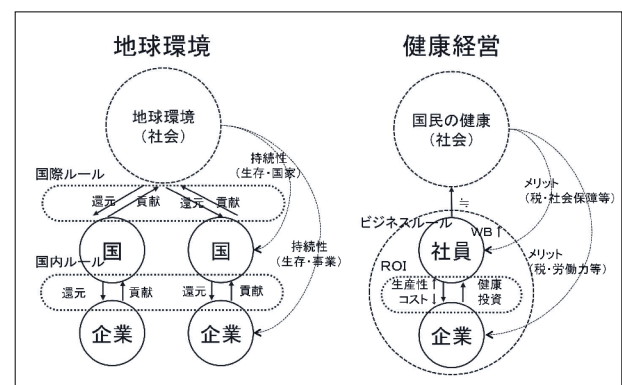 地球環境
地球環境
(社会)
持続性
(生存・国家)
国際ルール
還元
貢献
還元
貢献
国
国
持続性
(生存・事業)
国内ルール
還元
貢献
還元
貢献
企業
企業
健康経営
国民の健康
(社会)
メリット
(税・社会保障等)
≒
ビジネスルール
WB↑
社員
メリット
(税・労働力等)
ROI
生産性↑
コスト↓
健康
投資
企業